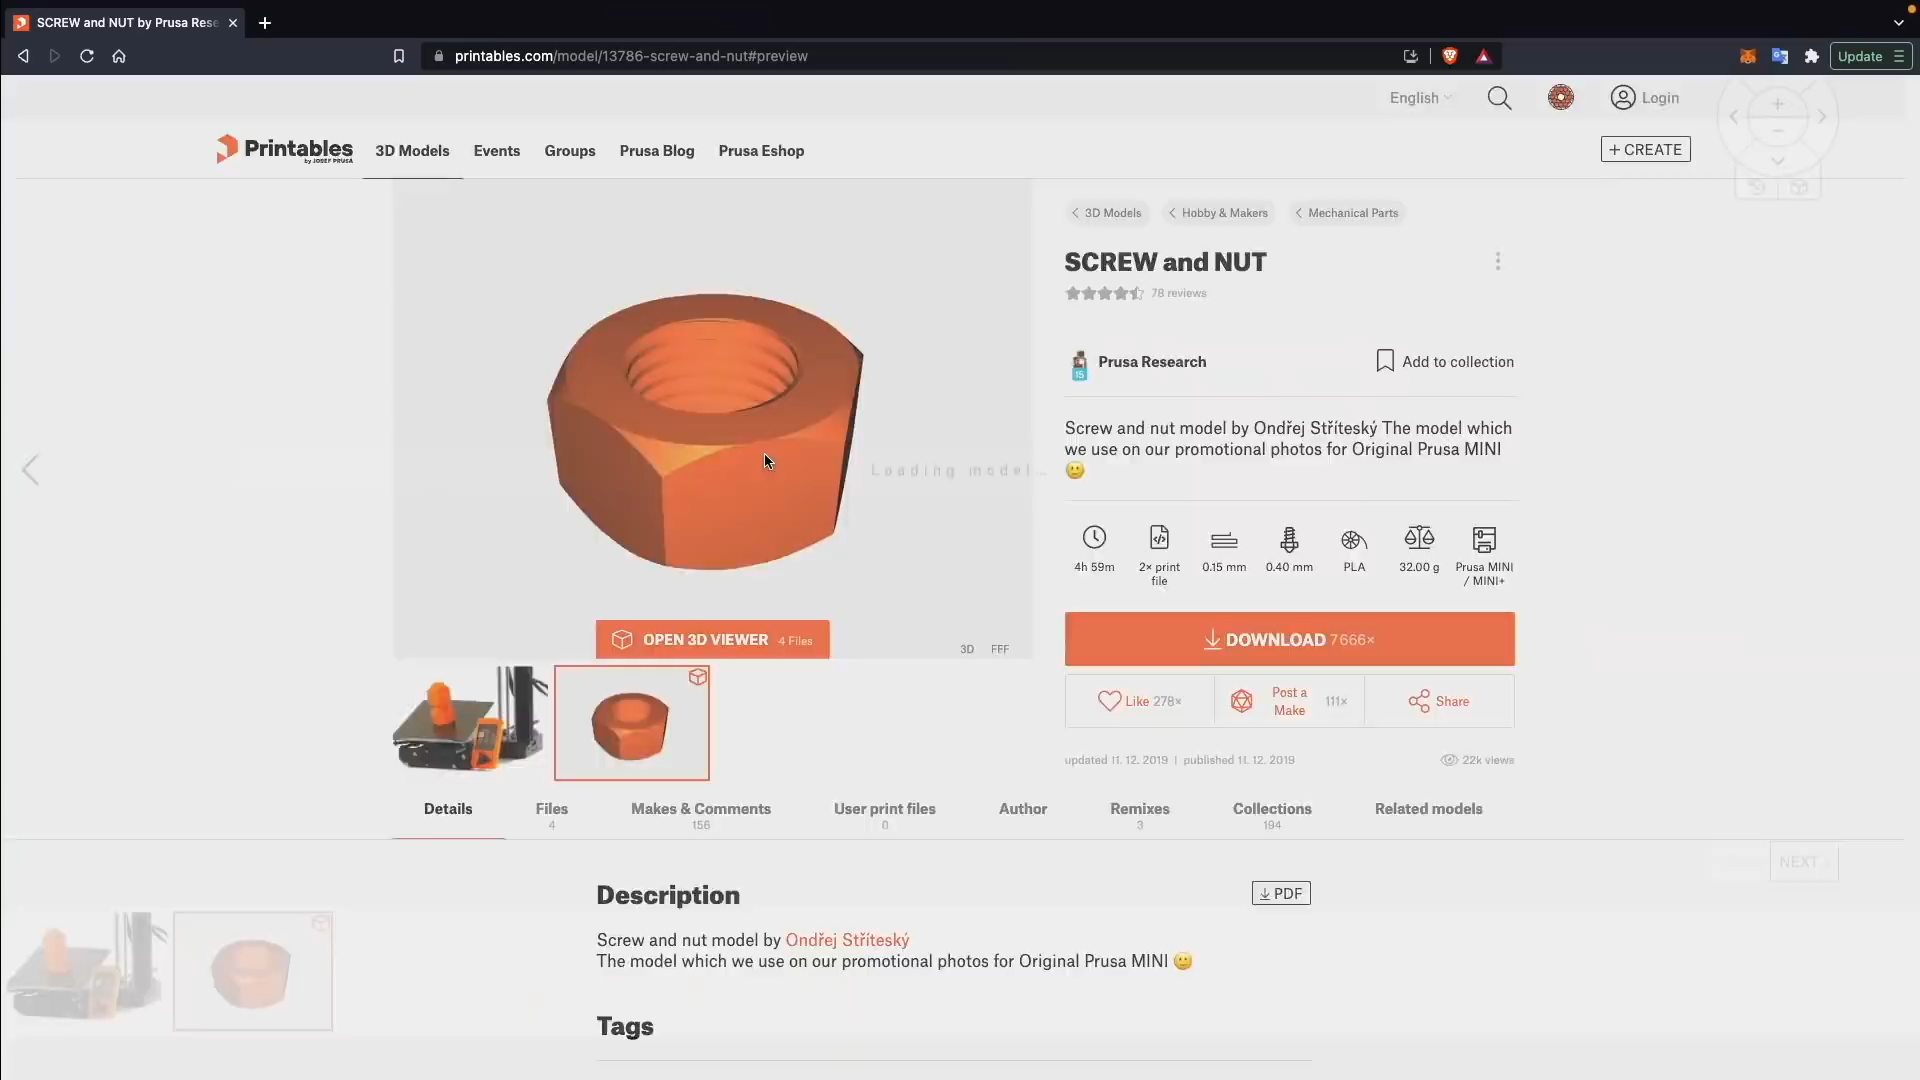 SCREW and NUT by Prusa Rese
printables.com/model/13786-screw-and-nut#preview
Update
English
Login
Printables
by JOSEF PRUSA
3D Models
Events
Groups
Prusa Blog
Prusa Eshop
+ CREATE
3D Models
Hobby & Makers
Mechanical Parts
SCREW and NUT
78 reviews
15
Prusa Research
Add to collection
Loading model...
Screw and nut model by Ondřej Stříteský The model which
we use on our promotional photos for Original Prusa MINI
🙂
4h 59m
2× print
file
0.15 mm
0.40 mm
PLA
32.00 g
Prusa MINI
/ MINI+
OPEN 3D VIEWER 4 Files
3D FFF
DOWNLOAD 7666×
Like 278×
Post a
Make
111×
Share
updated 11. 12. 2019 | published 11. 12. 2019
22k views
Details
Files
4
Makes & Comments
156
User print files
0
Author
Remixes
3
Collections
194
Related models
NEXT
Description
PDF
Screw and nut model by Ondřej Stříteský
The model which we use on our promotional photos for Original Prusa MINI 🙂
Tags